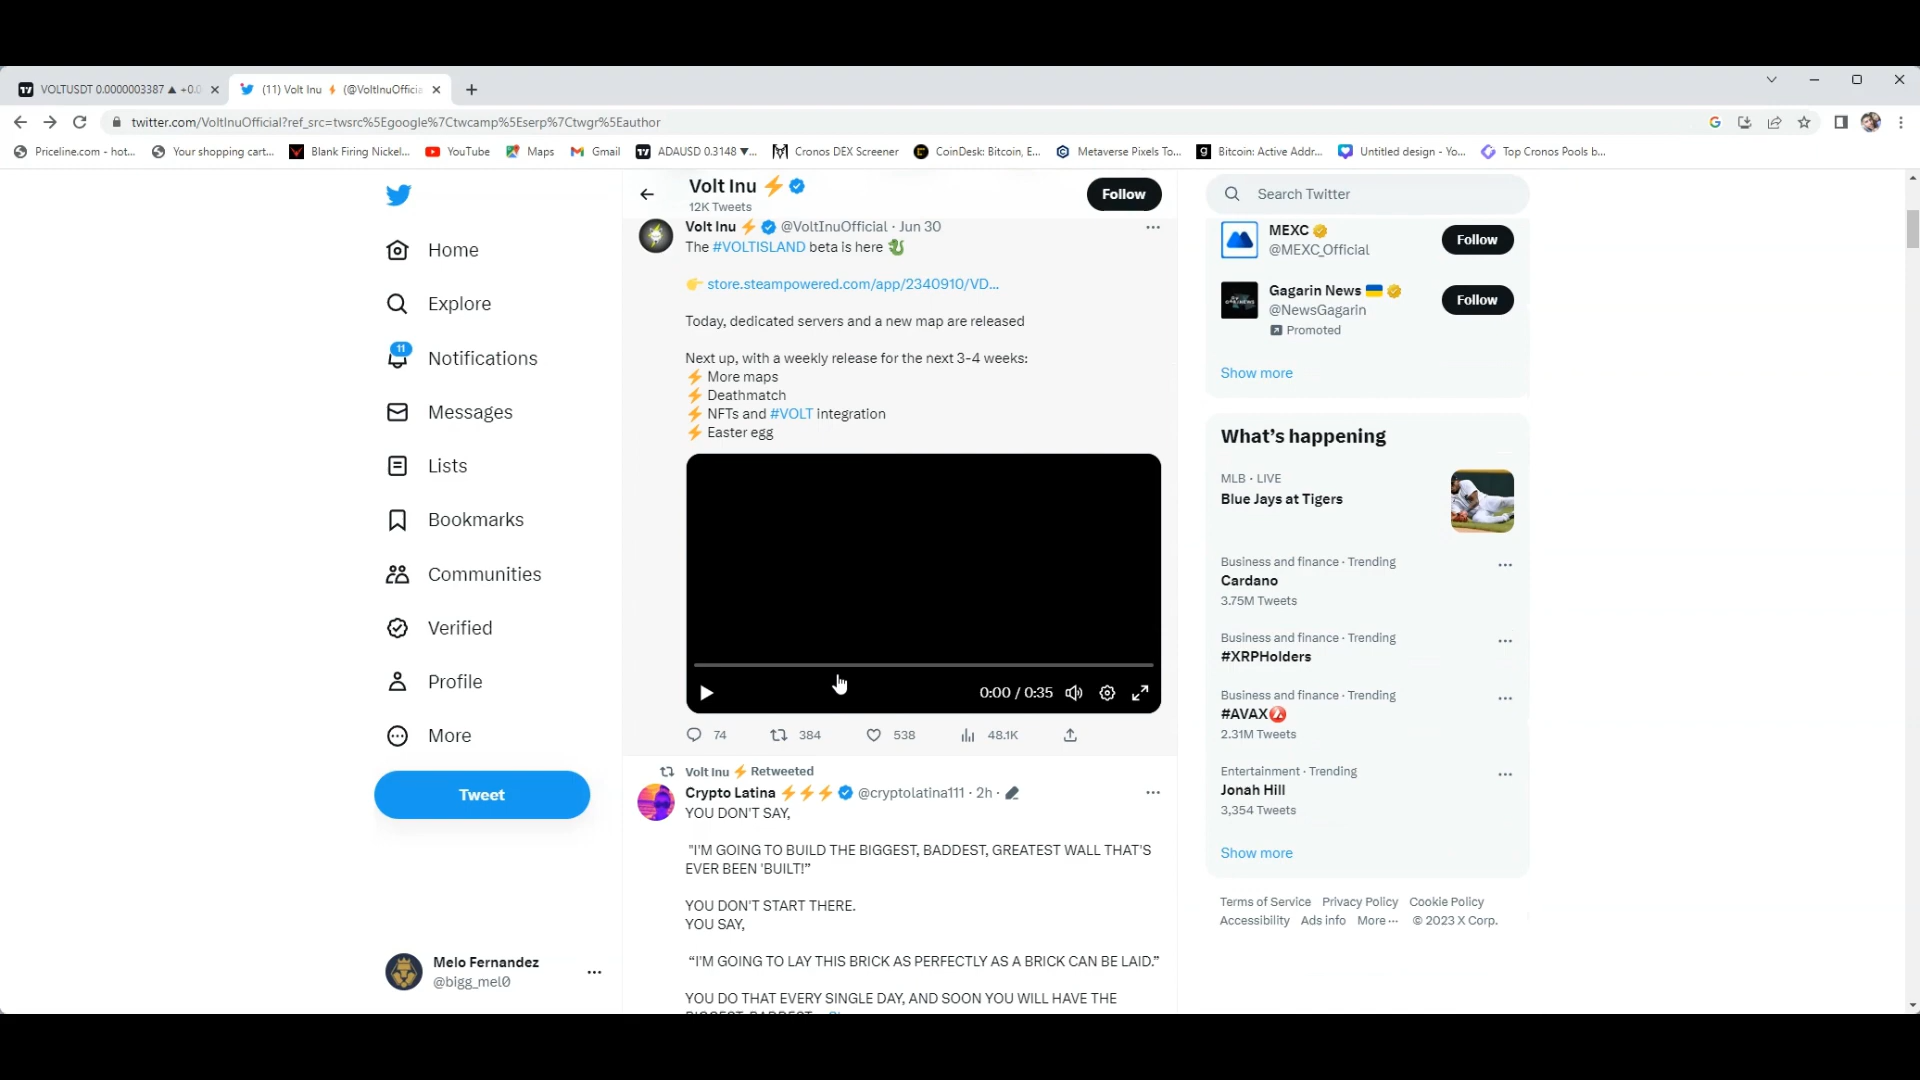 VOLTUSDT 0.0000003387 ▲ +0.0
(11) Volt Inu ⚡ (@VoltInuOfficia
twitter.com/VoltInuOfficial?ref_src=twsrc%5Egoogle%7Ctwcamp%5Eserp%7Ctwgr%5Eauthor
Priceline.com - hot...
Your shopping cart...
Blank Firing Nickel...
YouTube
Maps
Gmail
ADAUSD 0.3148 ▼...
Cronos DEX Screener
CoinDesk: Bitcoin, E...
Metaverse Pixels To...
Bitcoin: Active Addr...
Untitled design - Yo...
Top Cronos Pools b...
Home
Explore
11
Notifications
Messages
Lists
Bookmarks
Communities
Verified
Profile
More
Tweet
Melo Fernandez
@bigg_mel0
Volt Inu ⚡
12K Tweets
Follow
Volt Inu ⚡ @VoltInuOfficial · Jun 30
The #VOLTISLAND beta is here 🐉
👉 store.steampowered.com/app/2340910/VD...
Today, dedicated servers and a new map are released
Next up, with a weekly release for the next 3-4 weeks:
⚡ More maps
⚡ Deathmatch
⚡ NFTs and #VOLT integration
⚡ Easter egg
0:00 / 0:35
74 384 538 48.1K
Volt Inu ⚡ Retweeted
Crypto Latina ⚡⚡⚡ @cryptolatina111 · 2h ·
YOU DON'T SAY,
"I'M GOING TO BUILD THE BIGGEST, BADDEST, GREATEST WALL THAT'S
EVER BEEN 'BUILT!”
YOU DON'T START THERE.
YOU SAY,
“I'M GOING TO LAY THIS BRICK AS PERFECTLY AS A BRICK CAN BE LAID.”
YOU DO THAT EVERY SINGLE DAY, AND SOON YOU WILL HAVE THE
Search Twitter
MEXC
@MEXC_Official
Follow
Gagarin News 🇺🇦
@NewsGagarin
Promoted
Follow
Show more
What’s happening
MLB · LIVE
Blue Jays at Tigers
Business and finance · Trending
Cardano
3.75M Tweets
Business and finance · Trending
#XRPHolders
Business and finance · Trending
#AVAX
2.31M Tweets
Entertainment · Trending
Jonah Hill
3,354 Tweets
Show more
Terms of Service Privacy Policy Cookie Policy
Accessibility Ads info More ··· © 2023 X Corp.